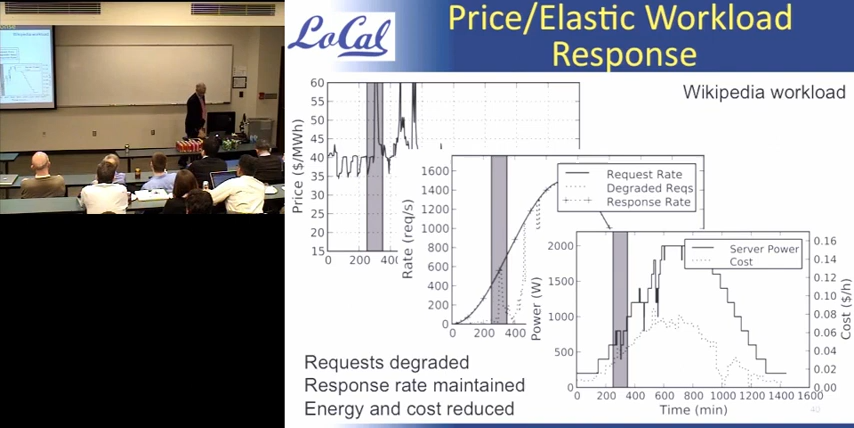 LoCal
Price/Elastic Workload
Response
Wikipedia workload
Price ($/MWh)
60
55
50
45
40
35
30
25
20
15
0 200 400
Rate (req/s)
1600
1400
1200
1000
800
600
400
200
0
0 200 400
Request Rate
Degraded Reqs
Response Rate
Power (W)
2000
1500
1000
500
0
Server Power
Cost
0.16
0.14
0.12
0.10
0.08
0.06
0.04
0.02
0.00
Cost ($/h)
0 200 400 600 800 1000 1200 1400 1600
Time (min)
Requests degraded
Response rate maintained
Energy and cost reduced
40